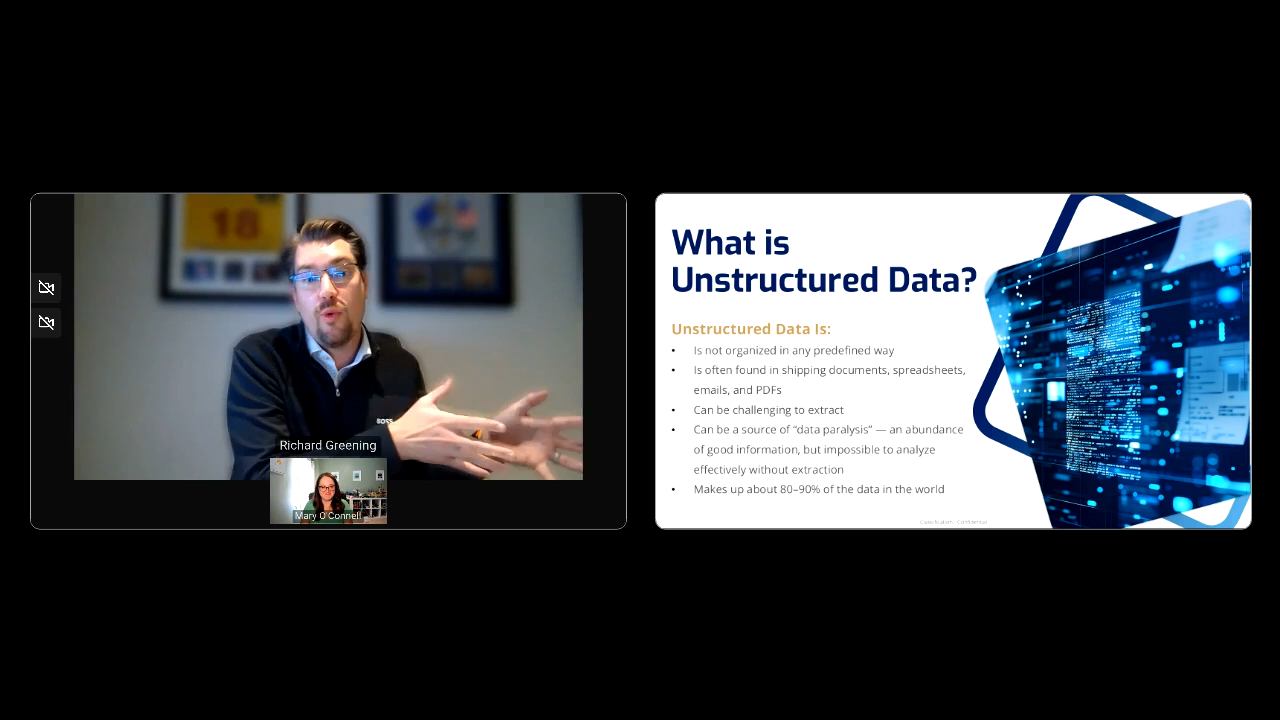 18
BOSS
Richard Greening
Mary O'Connell
What is
Unstructured Data?
Unstructured Data Is:
• Is not organized in any predefined way
• Is often found in shipping documents, spreadsheets,
emails, and PDFs
• Can be challenging to extract
• Can be a source of “data paralysis” — an abundance
of good information, but impossible to analyze
effectively without extraction
• Makes up about 80–90% of the data in the world
Classification: Confidential